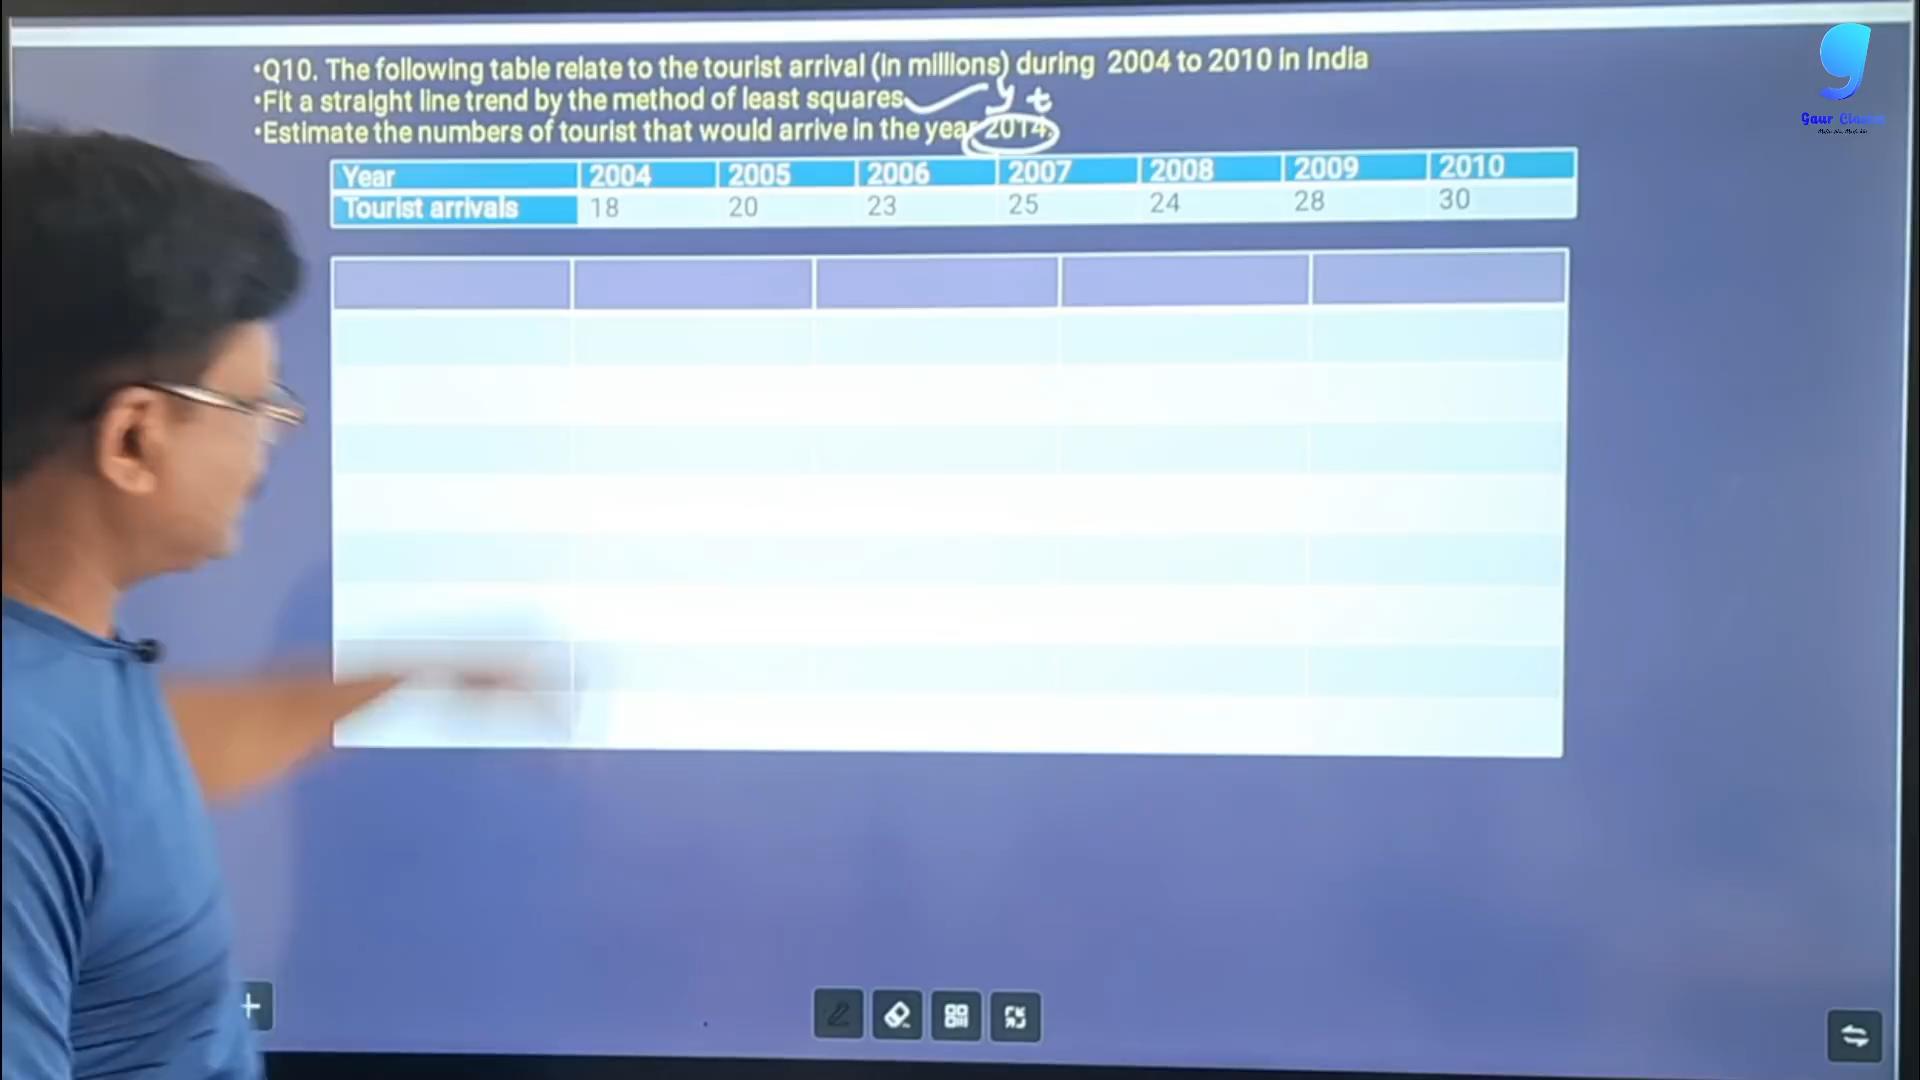 •Q10. The following table relate to the tourist arrival (in millions) during 2004 to 2010 in India
•Fit a straight line trend by the method of least squares
y t
•Estimate the numbers of tourist that would arrive in the year 2014.
Year 2004 2005 2006 2007 2008 2009 2010
Tourist arrivals 18 20 23 25 24 28 30
g
Gaur Classes